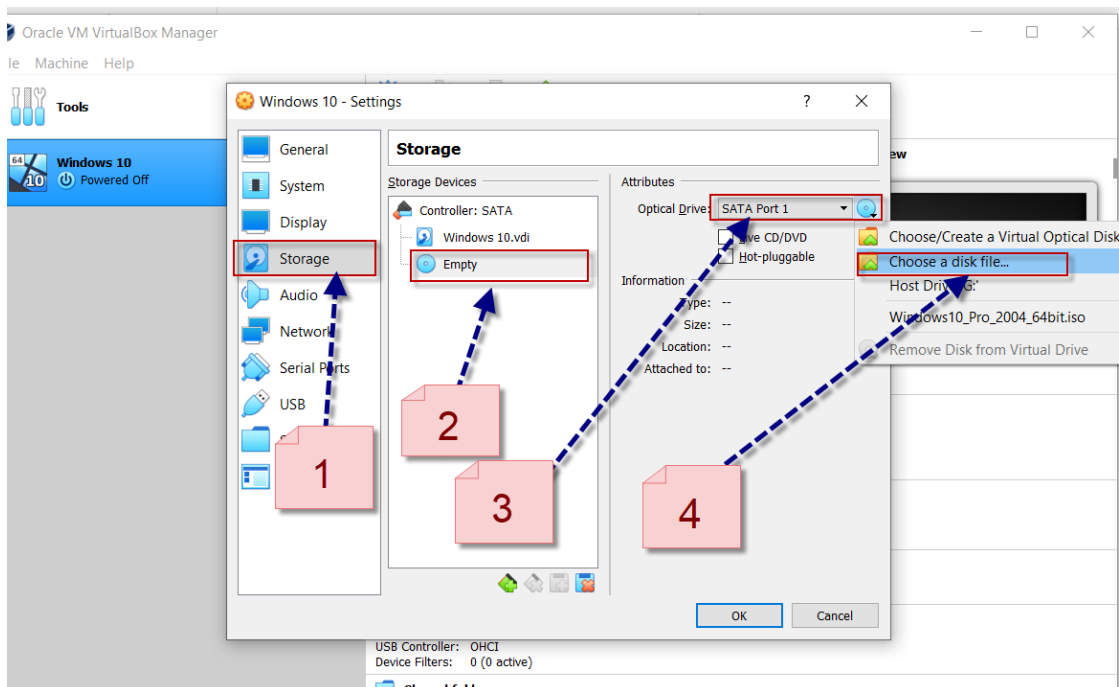 Oracle VM VirtualBox Manager
le Machine Help
Tools
64
10
Windows 10
Powered Off
ew
Windows 10 - Settings
?
General
System
Display
Storage
Audio
Network
Serial Ports
USB
S
Storage
Storage Devices
Controller: SATA
Windows 10.vdi
Empty
Attributes
Optical Drive: SATA Port 1
Live CD/DVD
Hot-pluggable
Information
Type: --
Size: --
Location: --
Attached to: --
Choose/Create a Virtual Optical Disk
Choose a disk file...
Host Drive 'G:'
Windows10_Pro_2004_64bit.iso
Remove Disk from Virtual Drive
1
2
3
4
OK Cancel
USB Controller: OHCI
Device Filters: 0 (0 active)